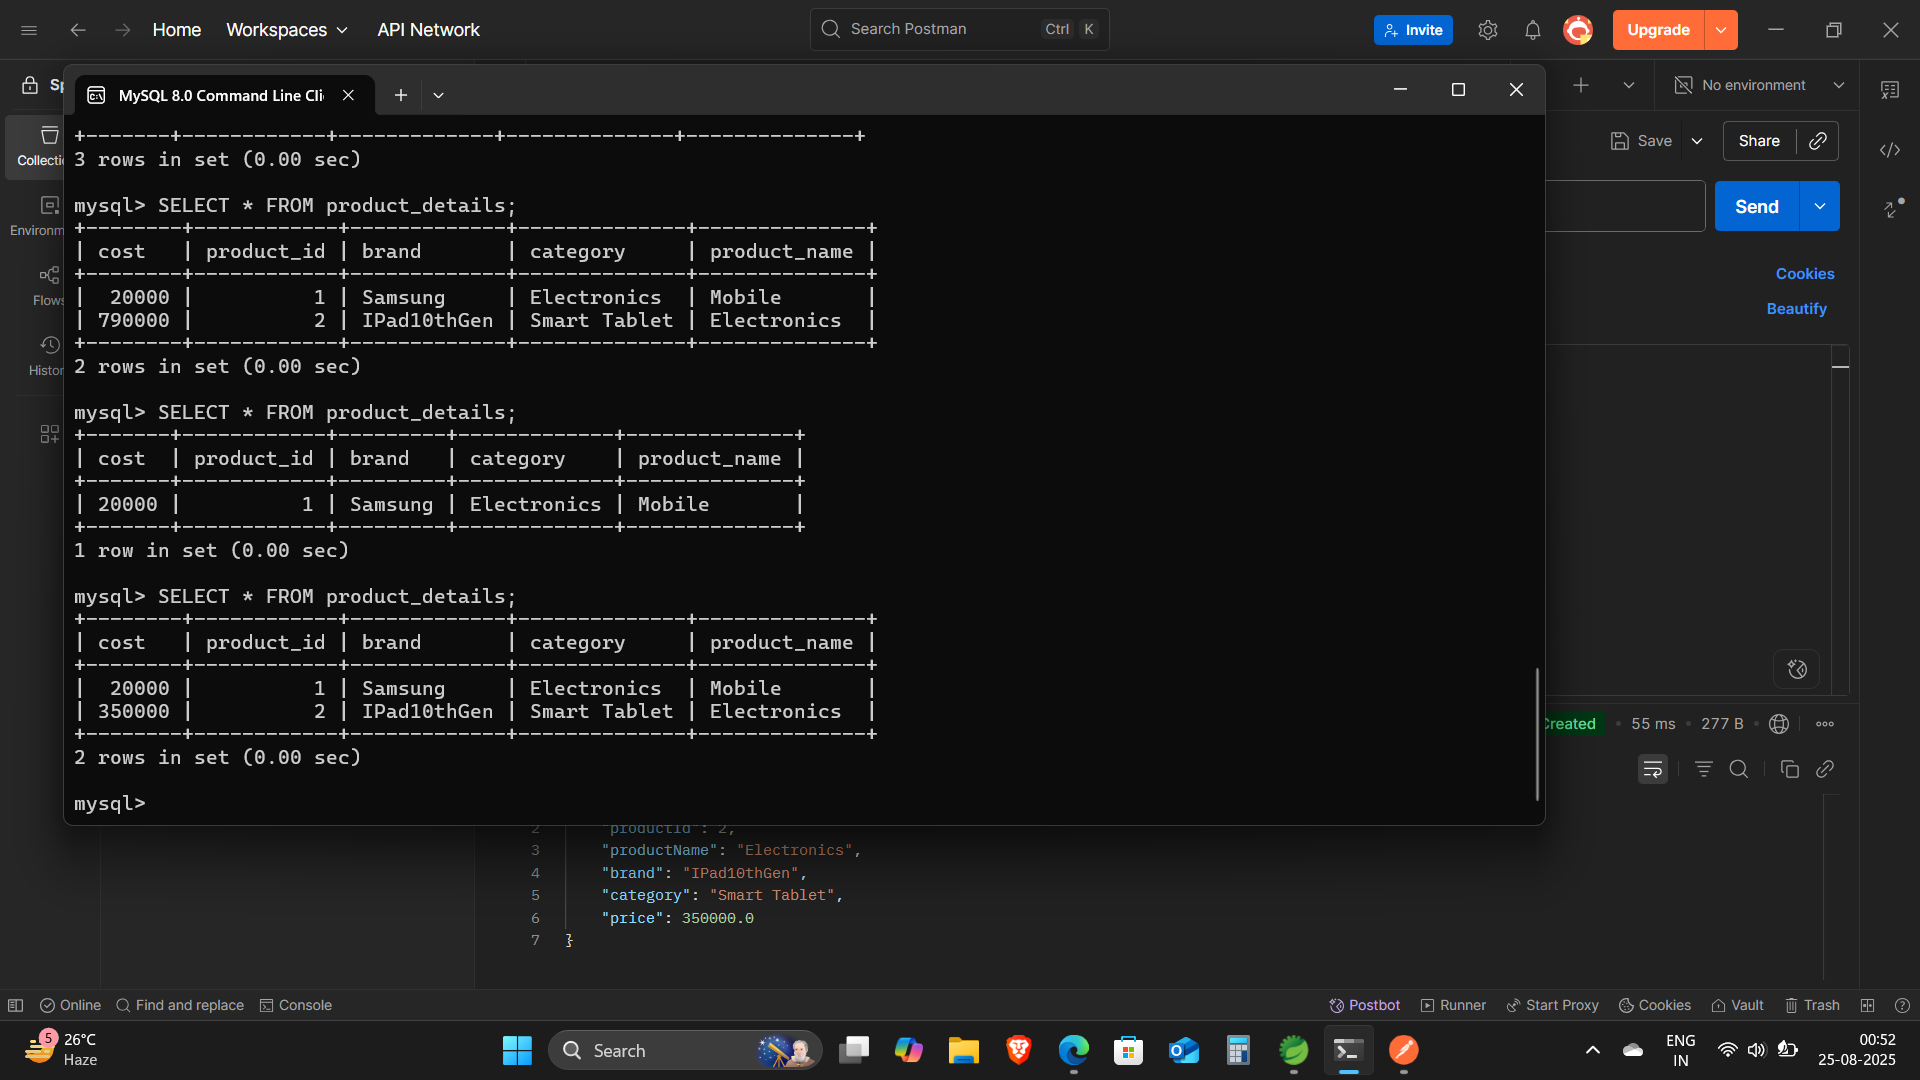 Home Workspaces API Network Search Postman Ctrl K Invite Upgrade
MySQL 8.0 Command Line Cli
No environment
Save Share
Send
Cookies
Beautify
Flows
+-------+------------+-------------+--------------+--------------+
3 rows in set (0.00 sec)
mysql> SELECT * FROM product_details;
+--------+------------+-------------+--------------+--------------+
| cost   | product_id | brand       | category     | product_name |
+--------+------------+-------------+--------------+--------------+
|  20000 |          1 | Samsung     | Electronics  | Mobile       |
| 790000 |          2 | IPad10thGen | Smart Tablet | Electronics  |
+--------+------------+-------------+--------------+--------------+
2 rows in set (0.00 sec)
mysql> SELECT * FROM product_details;
+-------+------------+---------+-------------+--------------+
| cost  | product_id | brand   | category    | product_name |
+-------+------------+---------+-------------+--------------+
| 20000 |          1 | Samsung | Electronics | Mobile       |
+-------+------------+---------+-------------+--------------+
1 row in set (0.00 sec)
mysql> SELECT * FROM product_details;
+--------+------------+-------------+--------------+--------------+
| cost   | product_id | brand       | category     | product_name |
+--------+------------+-------------+--------------+--------------+
|  20000 |          1 | Samsung     | Electronics  | Mobile       |
| 350000 |          2 | IPad10thGen | Smart Tablet | Electronics  |
+--------+------------+-------------+--------------+--------------+
2 rows in set (0.00 sec)
mysql>
Created 55 ms 277 B
2 "productId": 2,
3 "productName": "Electronics",
4 "brand": "IPad10thGen",
5 "category": "Smart Tablet",
6 "price": 350000.0
7 }
Online Find and replace Console Postbot Runner Start Proxy Cookies Vault Trash
5 26°C
Haze
Search
ENG
IN
00:52
25-08-2025